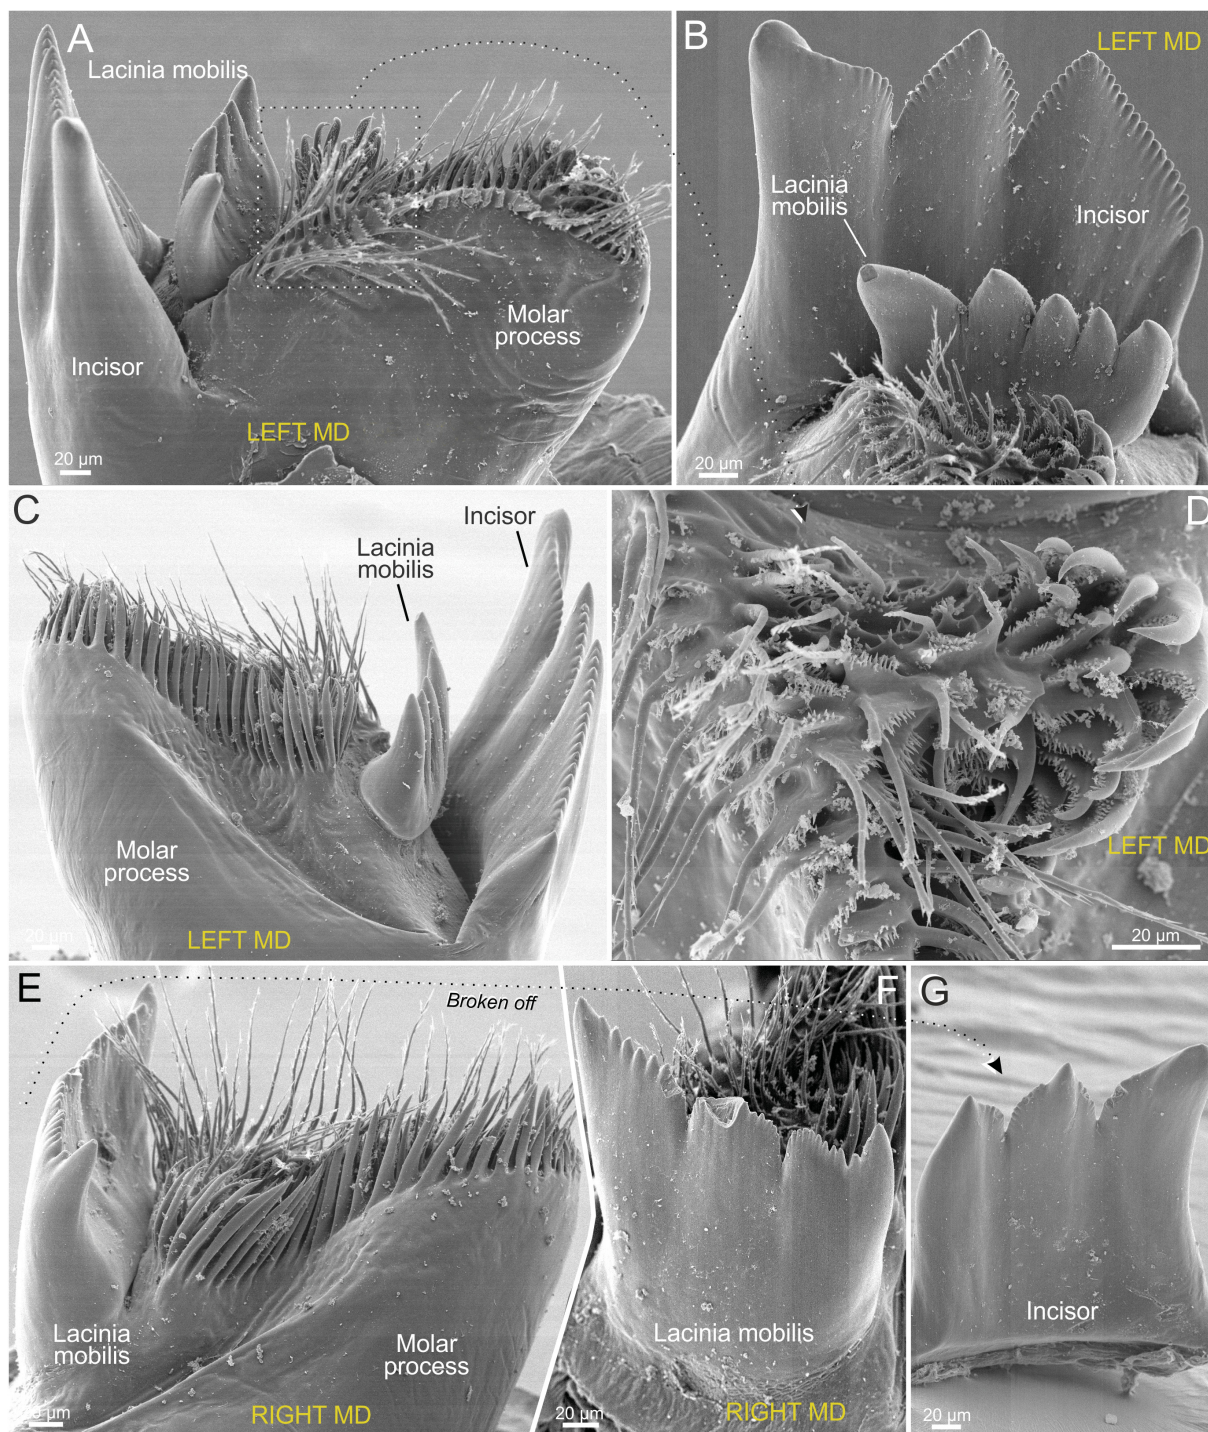 A
Lacinia mobilis
Incisor
Molar
process
LEFT MD
20 µm
B
LEFT MD
Lacinia
mobilis
Incisor
20 µm
C
Incisor
Lacinia
mobilis
Molar
process
LEFT MD
20 µm
D
LEFT MD
20 µm
E
Broken off
Lacinia
mobilis
Molar
process
RIGHT MD
20 µm
F
Lacinia mobilis
RIGHT MD
20 µm
G
Incisor
20 µm